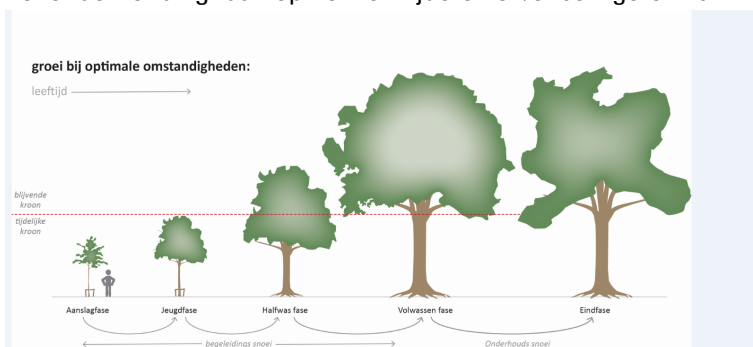 groei bij optimale omstandigheden:
leeftijd
blijvende
kroon
tijdelijke
kroon
Aanslagfase
Jeugdfase
Halfwas fase
Volwassen fase
Eindfase
begeleidings snoei
Onderhouds snoei